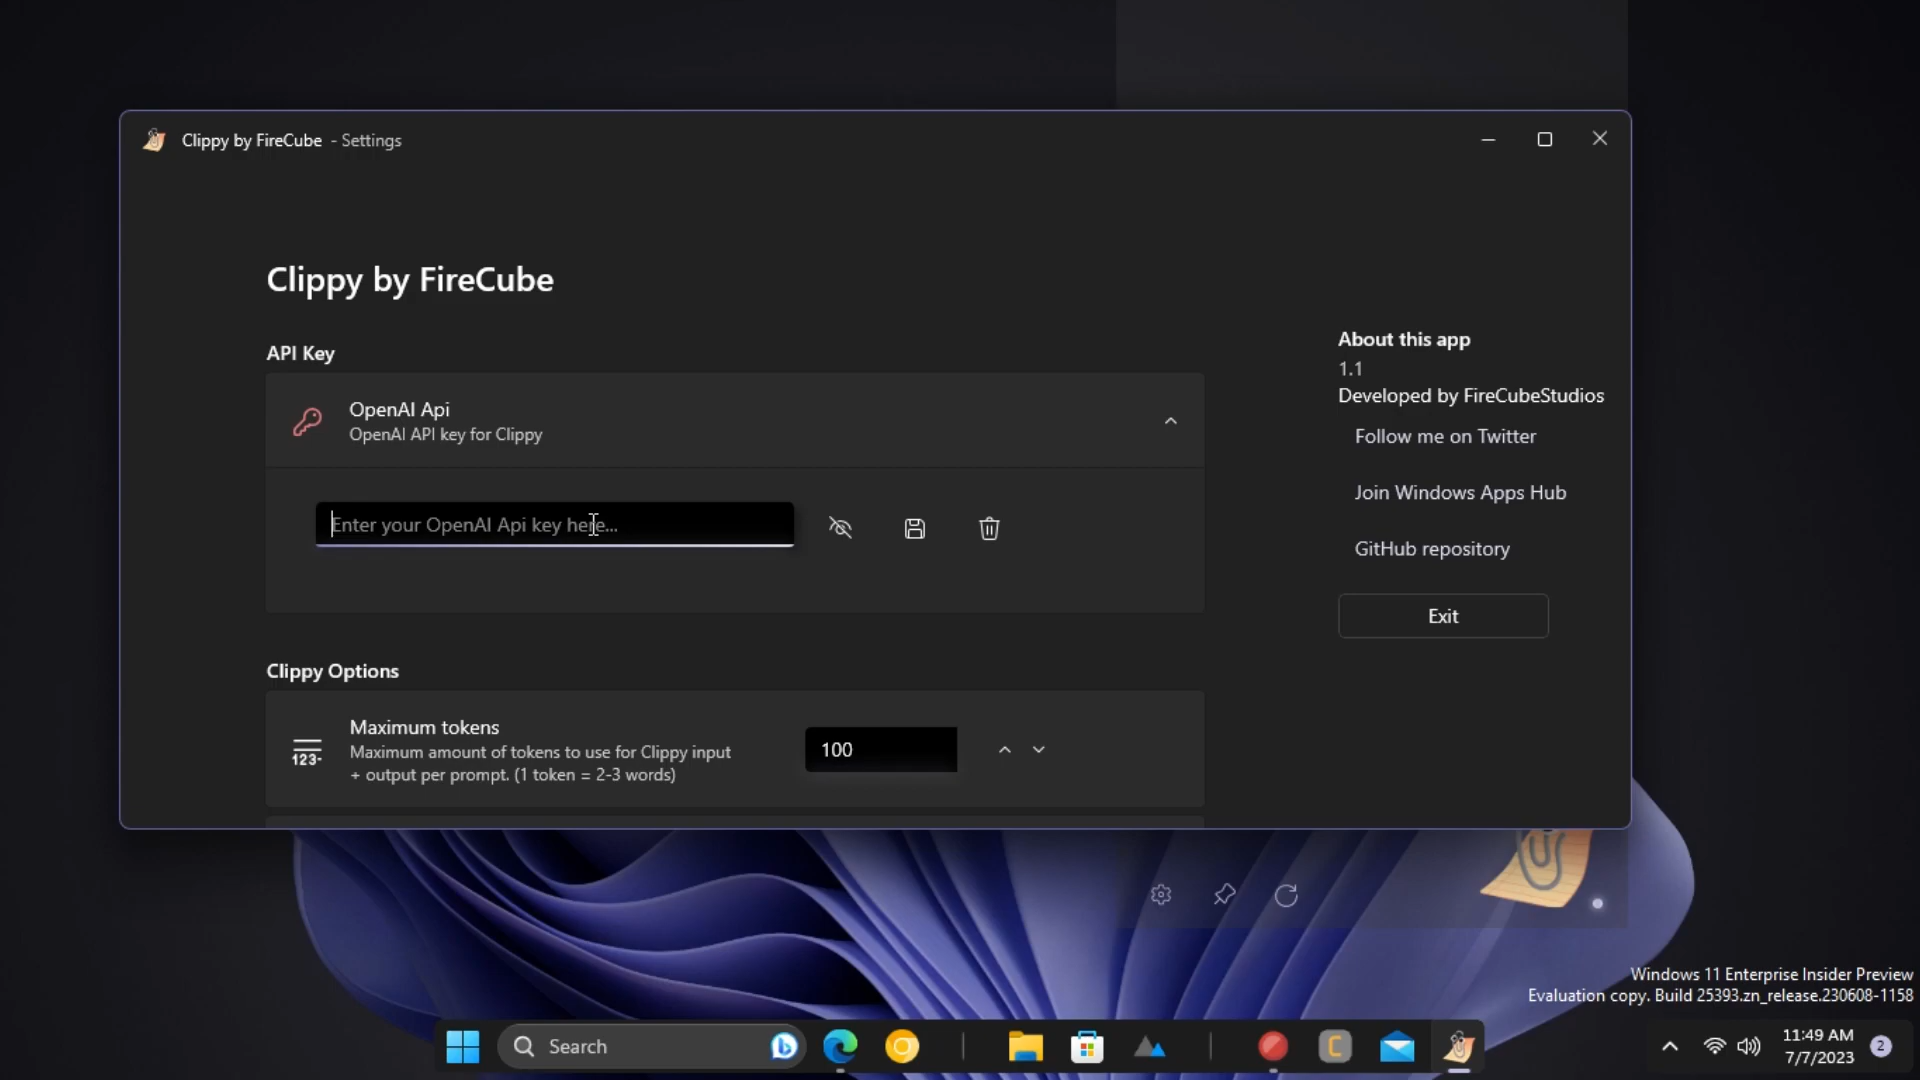 Clippy by FireCube - Settings
Clippy by FireCube
API Key
OpenAI Api
OpenAI API key for Clippy
Enter your OpenAI Api key here...
Clippy Options
Maximum tokens
Maximum amount of tokens to use for Clippy input
+ output per prompt. (1 token = 2-3 words)
123-
100
About this app
1.1
Developed by FireCubeStudios
Follow me on Twitter
Join Windows Apps Hub
GitHub repository
Exit
Windows 11 Enterprise Insider Preview
Evaluation copy. Build 25393.zn_release.230608-1158
Search
C
11:49 AM
7/7/2023
2